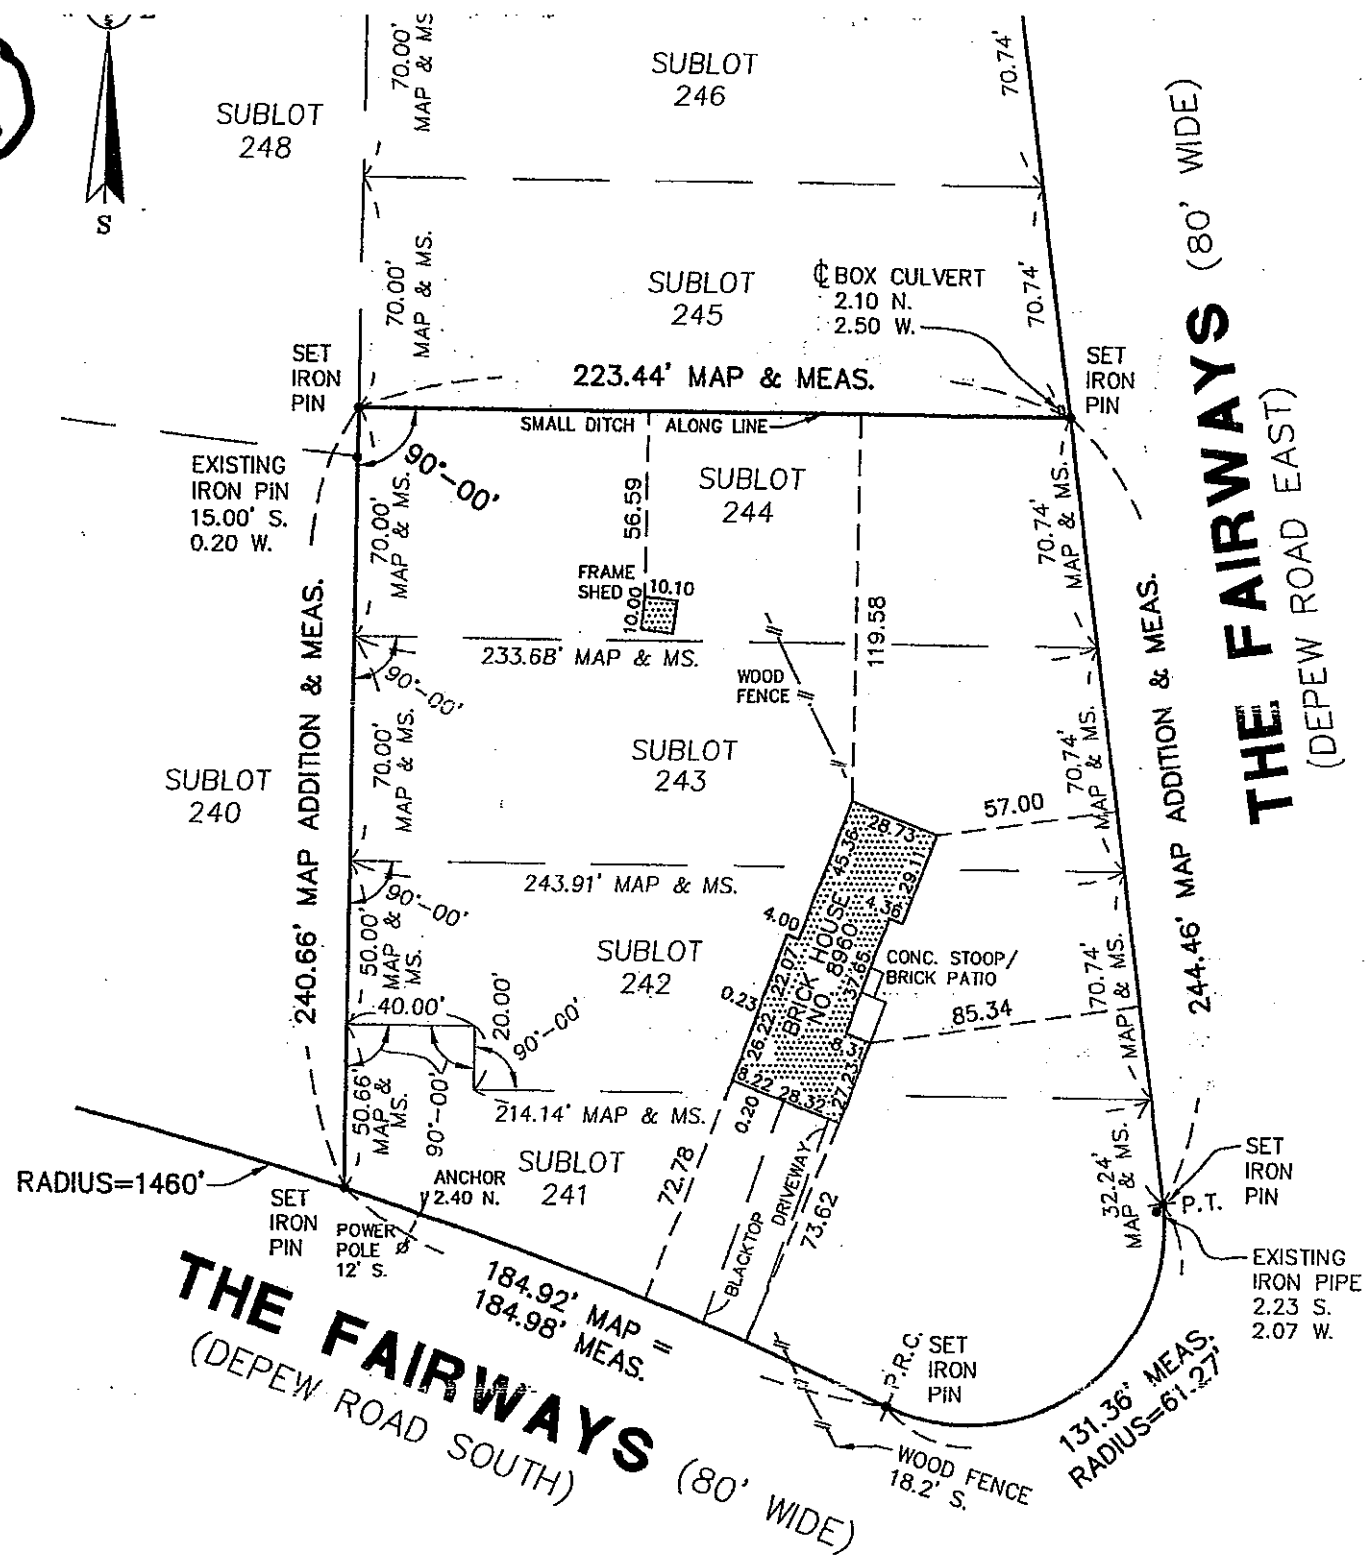 S
70.00'
MAP & MS
SUBLOT
248
SUBLOT
246
70.74'
THE FAIRWAYS (80' WIDE)
(DEPEW ROAD EAST)
70.00'
MAP & MS.
SUBLOT
245
℄ BOX CULVERT
2.10 N.
2.50 W.
70.74'
SET
IRON
PIN
223.44' MAP & MEAS.
SET
IRON
PIN
SMALL DITCH ALONG LINE
90°-00'
EXISTING
IRON PIN
15.00' S.
0.20 W.
70.00'
MAP & MS.
56.59
SUBLOT
244
70.74'
MAP & MS.
FRAME
SHED
10.10
10.00
119.58
233.68' MAP & MS.
90°-00'
WOOD
FENCE
240.66' MAP ADDITION & MEAS.
244.46' MAP ADDITION & MEAS.
70.00'
MAP & MS.
SUBLOT
243
70.74'
MAP & MS.
SUBLOT
240
57.00
28.73
45.36
29.11
243.91' MAP & MS.
90°-00'
4.00
4.36
50.00'
MAP &
MS.
SUBLOT
242
22.07
BRICK HOUSE
NO 8960
37.65
CONC. STOOP/
BRICK PATIO
70.74'
MAP & MS.
0.23
40.00'
20.00'
90°-00'
26.22
85.34
8.31
27.23
8.22
28.32
0.20
50.66'
MAP &
MS.
90°-00'
214.14' MAP & MS.
SUBLOT
241
72.78
BLACKTOP
DRIVEWAY
73.62
32.24'
MAP & MS.
SET
IRON
PIN
P.T.
RADIUS=1460'
SET
IRON
PIN
ANCHOR
2.40 N.
POWER
POLE
12' S.
EXISTING
IRON PIPE
2.23 S.
2.07 W.
184.92' MAP =
184.98' MEAS.
P.R.C.
SET
IRON
PIN
131.36' MEAS.
RADIUS=61.27'
THE FAIRWAYS (80' WIDE)
(DEPEW ROAD SOUTH)
WOOD FENCE
18.2' S.